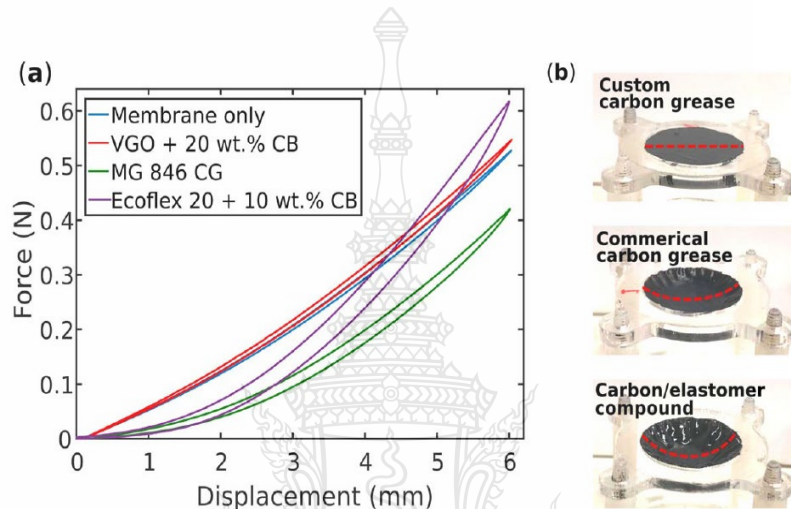 (a)
0.6
0.5
0.4
0.3
0.2
0.1
0
Force (N)
Membrane only
VGO + 20 wt.% CB
MG 846 CG
Ecoflex 20 + 10 wt.% CB
0 1 2 3 4 5 6
Displacement (mm)
(b)
Custom
carbon grease
Commerical
carbon grease
Carbon/elastomer
compound